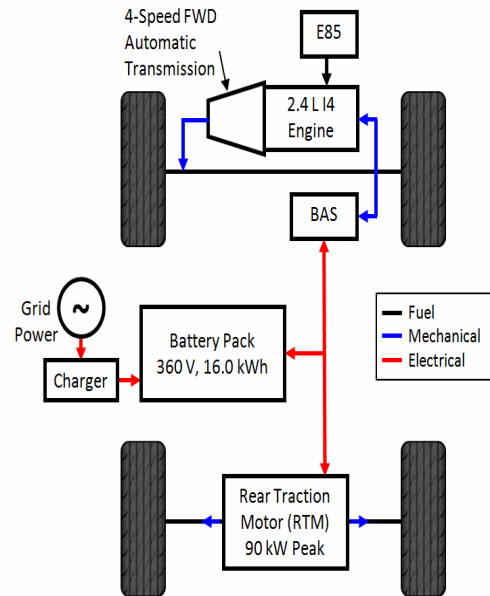 4-Speed FWD
Automatic
Transmission
E85
2.4 L I4
Engine
BAS
Grid
Power
~
Charger
Battery Pack
360 V, 16.0 kWh
Fuel
Mechanical
Electrical
Rear Traction
Motor (RTM)
90 kW Peak